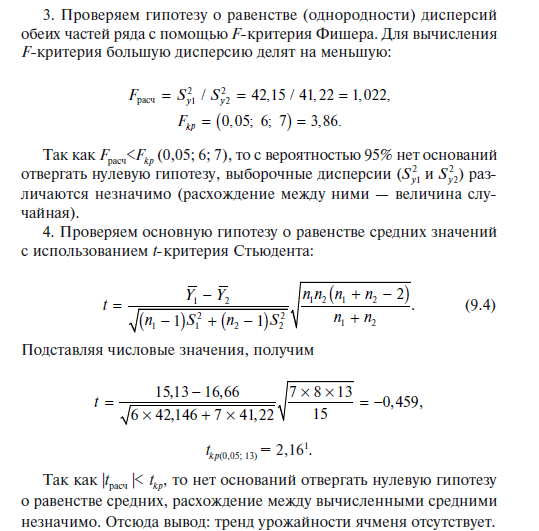 3. Проверяем гипотезу о равенстве (однородности) дисперсий
обеих частей ряда с помощью F-критерия Фишера. Для вычисления
F-критерия большую дисперсию делят на меньшую:
Fрасч = S²y1 / S²y2 = 42,15 / 41,22 = 1,022,
Fkp = (0,05; 6; 7) = 3,86.
Так как Fрасч<Fkp (0,05; 6; 7), то с вероятностью 95% нет оснований
отвергать нулевую гипотезу, выборочные дисперсии (S²y1 и S²y2) раз-
личаются незначимо (расхождение между ними — величина слу-
чайная).
4. Проверяем основную гипотезу о равенстве средних значений
с использованием t-критерия Стьюдента:
t = (Y̅1 − Y̅2) / √((n1 − 1)S²1 + (n2 − 1)S²2) √(n1n2(n1 + n2 − 2) / (n1 + n2)). (9.4)
Подставляя числовые значения, получим
t = (15,13 − 16,66) / √(6 × 42,146 + 7 × 41,22) √(7 × 8 × 13 / 15) = −0,459,
tkp(0,05; 13) = 2,16¹.
Так как |tрасч |< tkp, то нет оснований отвергать нулевую гипотезу
о равенстве средних, расхождение между вычисленными средними
незначимо. Отсюда вывод: тренд урожайности ячменя отсутствует.